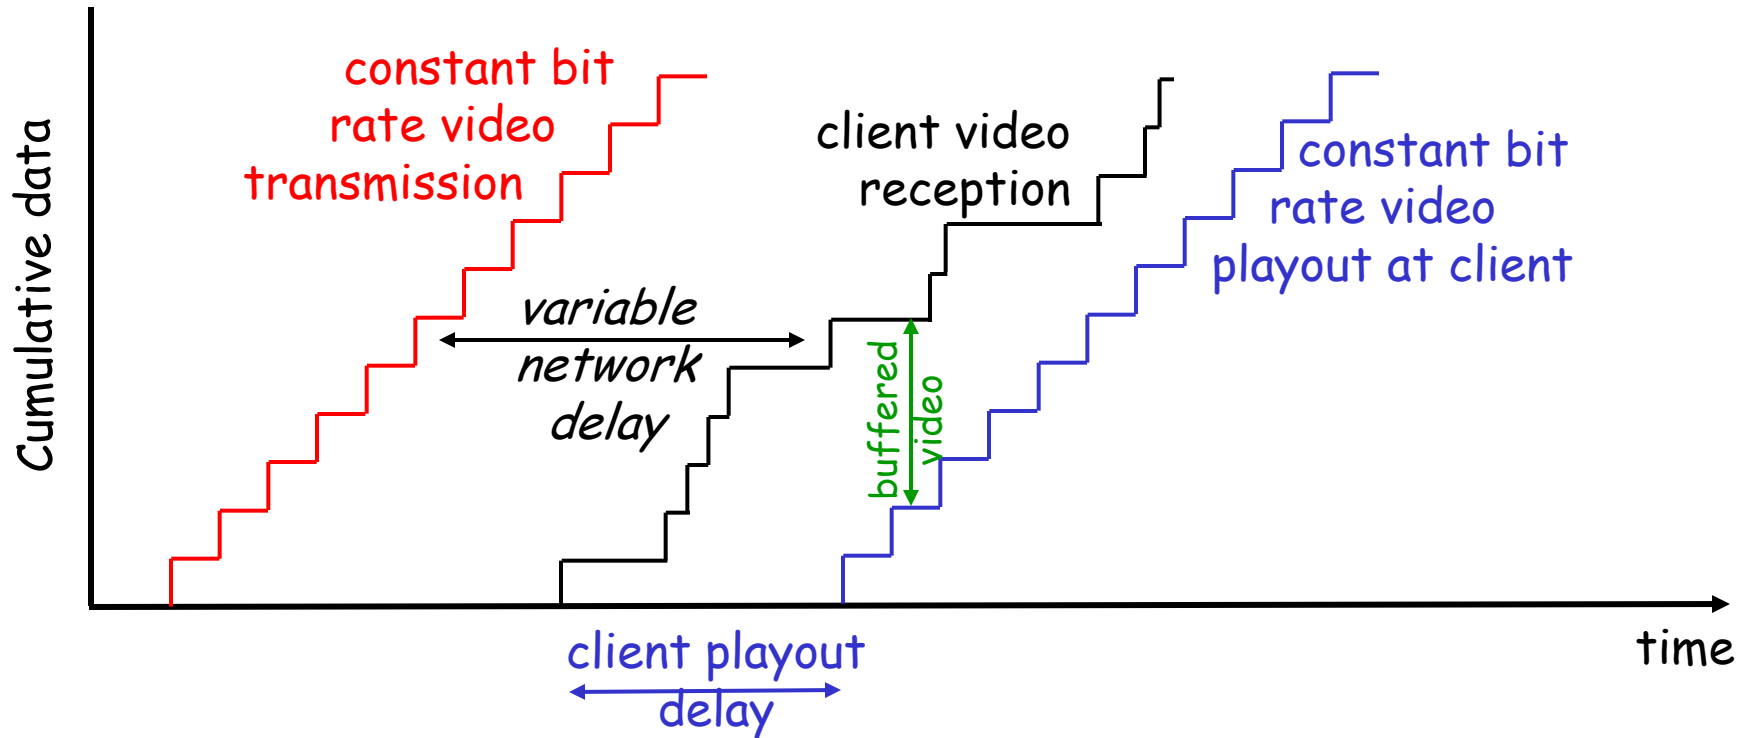 constant bit
rate video
transmission
client video
reception
constant bit
rate video
playout at client
Cumulative data
variable
network
delay
buffered
video
time
client playout
delay